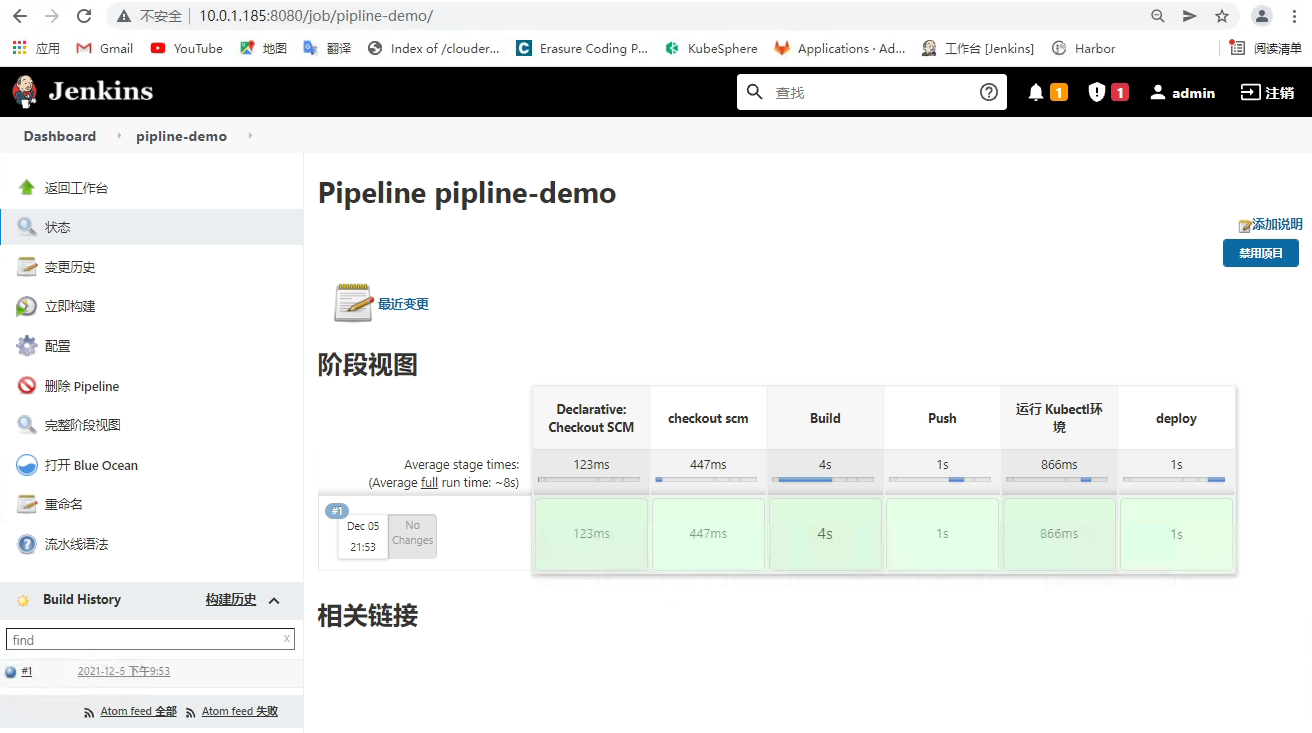 不安全 10.0.1.185:8080/job/pipline-demo/
应用 Gmail YouTube 地图 翻译 Index of /clouder... Erasure Coding P... KubeSphere Applications · Ad... 工作台 [Jenkins] Harbor 阅读清单
Jenkins 查找 1 1 admin 注销
Dashboard pipline-demo
返回工作台
状态
变更历史
立即构建
配置
删除 Pipeline
完整阶段视图
打开 Blue Ocean
重命名
流水线语法
Build History 构建历史
find x
#1 2021-12-5 下午9:53
Atom feed 全部 Atom feed 失败
Pipeline pipline-demo
添加说明
禁用项目
最近变更
阶段视图
Declarative: Checkout SCM
checkout scm
Build
Push
运行 Kubectl环境
deploy
Average stage times:
(Average full run time: ~8s)
123ms 447ms 4s 1s 866ms 1s
#1
Dec 05
21:53
No
Changes
123ms 447ms 4s 1s 866ms 1s
相关链接